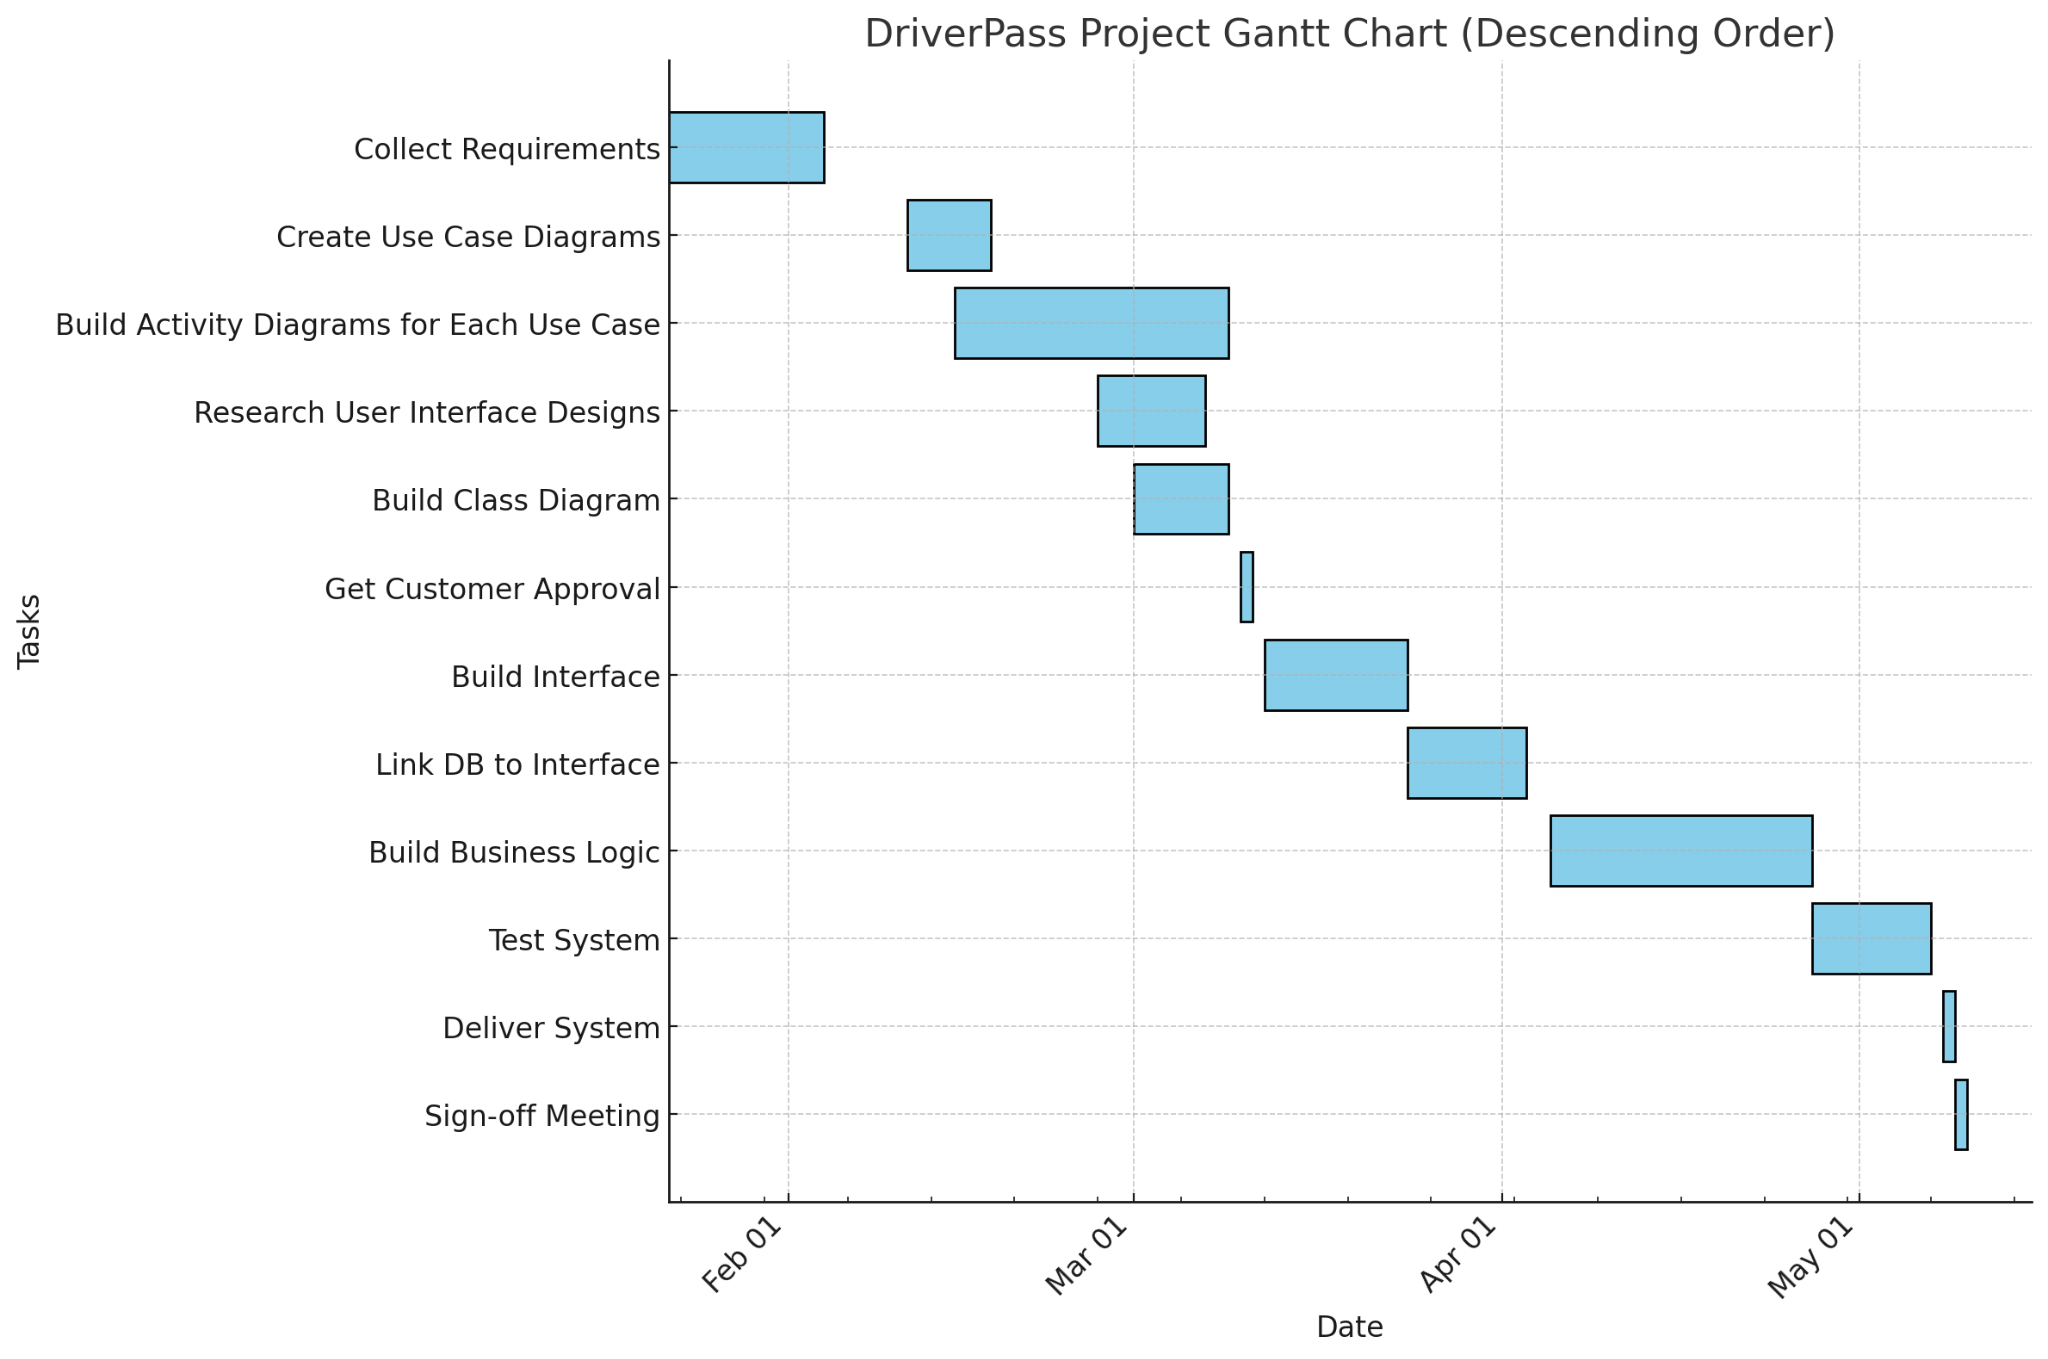 DriverPass Project Gantt Chart (Descending Order)
Collect Requirements
Create Use Case Diagrams
Build Activity Diagrams for Each Use Case
Research User Interface Designs
Build Class Diagram
Get Customer Approval
Build Interface
Link DB to Interface
Build Business Logic
Test System
Deliver System
Sign-off Meeting
Tasks
Feb 01
Mar 01
Apr 01
May 01
Date